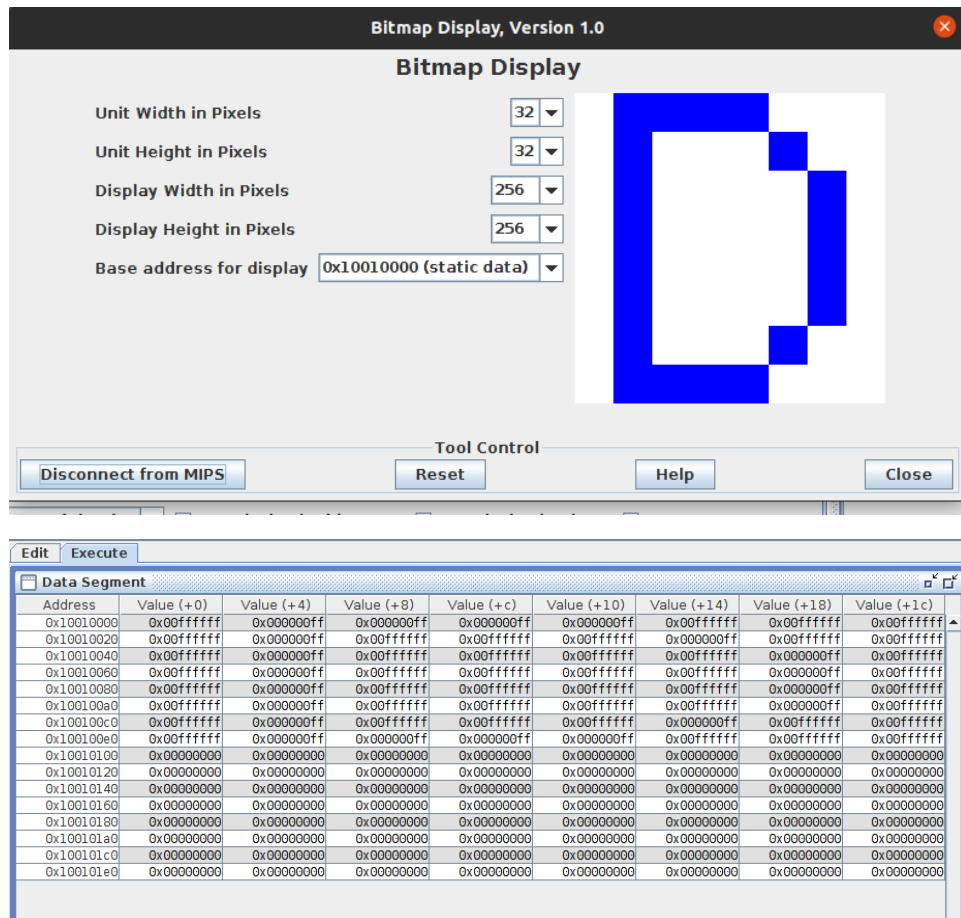 Bitmap Display, Version 1.0
Bitmap Display
Unit Width in Pixels 32
Unit Height in Pixels 32
Display Width in Pixels 256
Display Height in Pixels 256
Base address for display 0x10010000 (static data)
Tool Control
Disconnect from MIPS Reset Help Close
Edit Execute
Data Segment
Address Value (+0) Value (+4) Value (+8) Value (+c) Value (+10) Value (+14) Value (+18) Value (+1c)
0x10010000 0x00ffffff 0x000000ff 0x000000ff 0x000000ff 0x000000ff 0x00ffffff 0x00ffffff 0x00ffffff
0x10010020 0x00ffffff 0x000000ff 0x00ffffff 0x00ffffff 0x00ffffff 0x000000ff 0x00ffffff 0x00ffffff
0x10010040 0x00ffffff 0x000000ff 0x00ffffff 0x00ffffff 0x00ffffff 0x00ffffff 0x000000ff 0x00ffffff
0x10010060 0x00ffffff 0x000000ff 0x00ffffff 0x00ffffff 0x00ffffff 0x00ffffff 0x000000ff 0x00ffffff
0x10010080 0x00ffffff 0x000000ff 0x00ffffff 0x00ffffff 0x00ffffff 0x00ffffff 0x000000ff 0x00ffffff
0x100100a0 0x00ffffff 0x000000ff 0x00ffffff 0x00ffffff 0x00ffffff 0x00ffffff 0x000000ff 0x00ffffff
0x100100c0 0x00ffffff 0x000000ff 0x00ffffff 0x00ffffff 0x00ffffff 0x000000ff 0x00ffffff 0x00ffffff
0x100100e0 0x00ffffff 0x000000ff 0x000000ff 0x000000ff 0x000000ff 0x00ffffff 0x00ffffff 0x00ffffff
0x10010100 0x00000000 0x00000000 0x00000000 0x00000000 0x00000000 0x00000000 0x00000000 0x00000000
0x10010120 0x00000000 0x00000000 0x00000000 0x00000000 0x00000000 0x00000000 0x00000000 0x00000000
0x10010140 0x00000000 0x00000000 0x00000000 0x00000000 0x00000000 0x00000000 0x00000000 0x00000000
0x10010160 0x00000000 0x00000000 0x00000000 0x00000000 0x00000000 0x00000000 0x00000000 0x00000000
0x10010180 0x00000000 0x00000000 0x00000000 0x00000000 0x00000000 0x00000000 0x00000000 0x00000000
0x100101a0 0x00000000 0x00000000 0x00000000 0x00000000 0x00000000 0x00000000 0x00000000 0x00000000
0x100101c0 0x00000000 0x00000000 0x00000000 0x00000000 0x00000000 0x00000000 0x00000000 0x00000000
0x100101e0 0x00000000 0x00000000 0x00000000 0x00000000 0x00000000 0x00000000 0x00000000 0x00000000